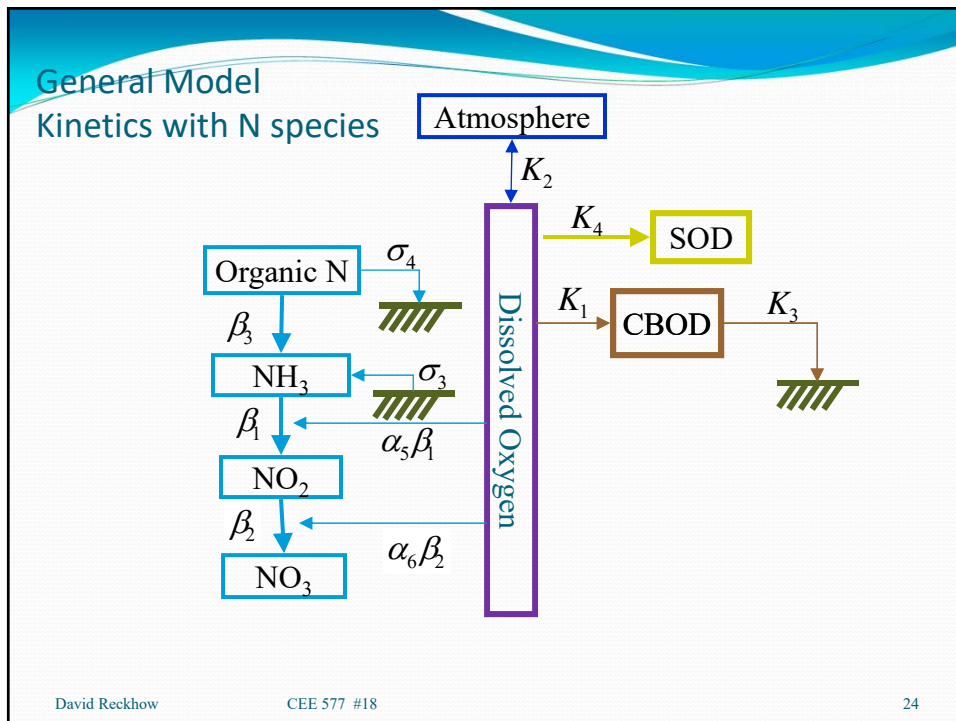 General Model
Kinetics with N species
Atmosphere
K₂
K₄
SOD
Organic N
σ₄
K₁
CBOD
K₃
β₃
Dissolved Oxygen
NH₃
σ₃
β₁
α₅β₁
NO₂
β₂
α₆β₂
NO₃
David Reckhow
CEE 577 #18
24